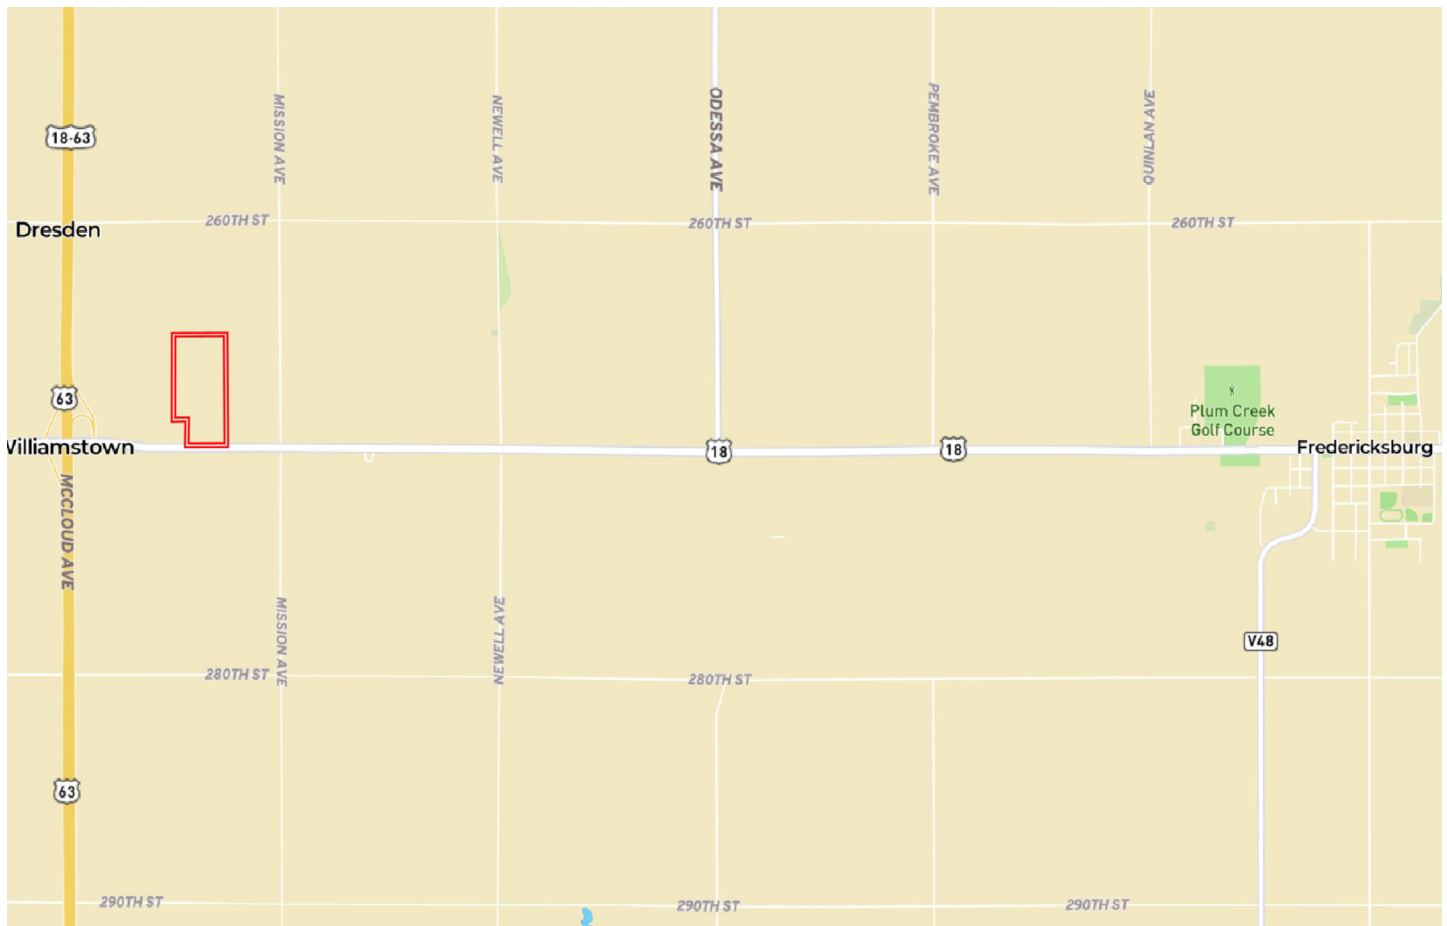 18-63
MISSION AVE
NEWELL AVE
ODESSA AVE
PEMBROKE AVE
QUINLAN AVE
260TH ST
260TH ST
260TH ST
Dresden
63
Plum Creek
Golf Course
Williamstown
18
18
Fredericksburg
MCCLOUD AVE
MISSION AVE
NEWELL AVE
V48
280TH ST
280TH ST
63
290TH ST
290TH ST
290TH ST